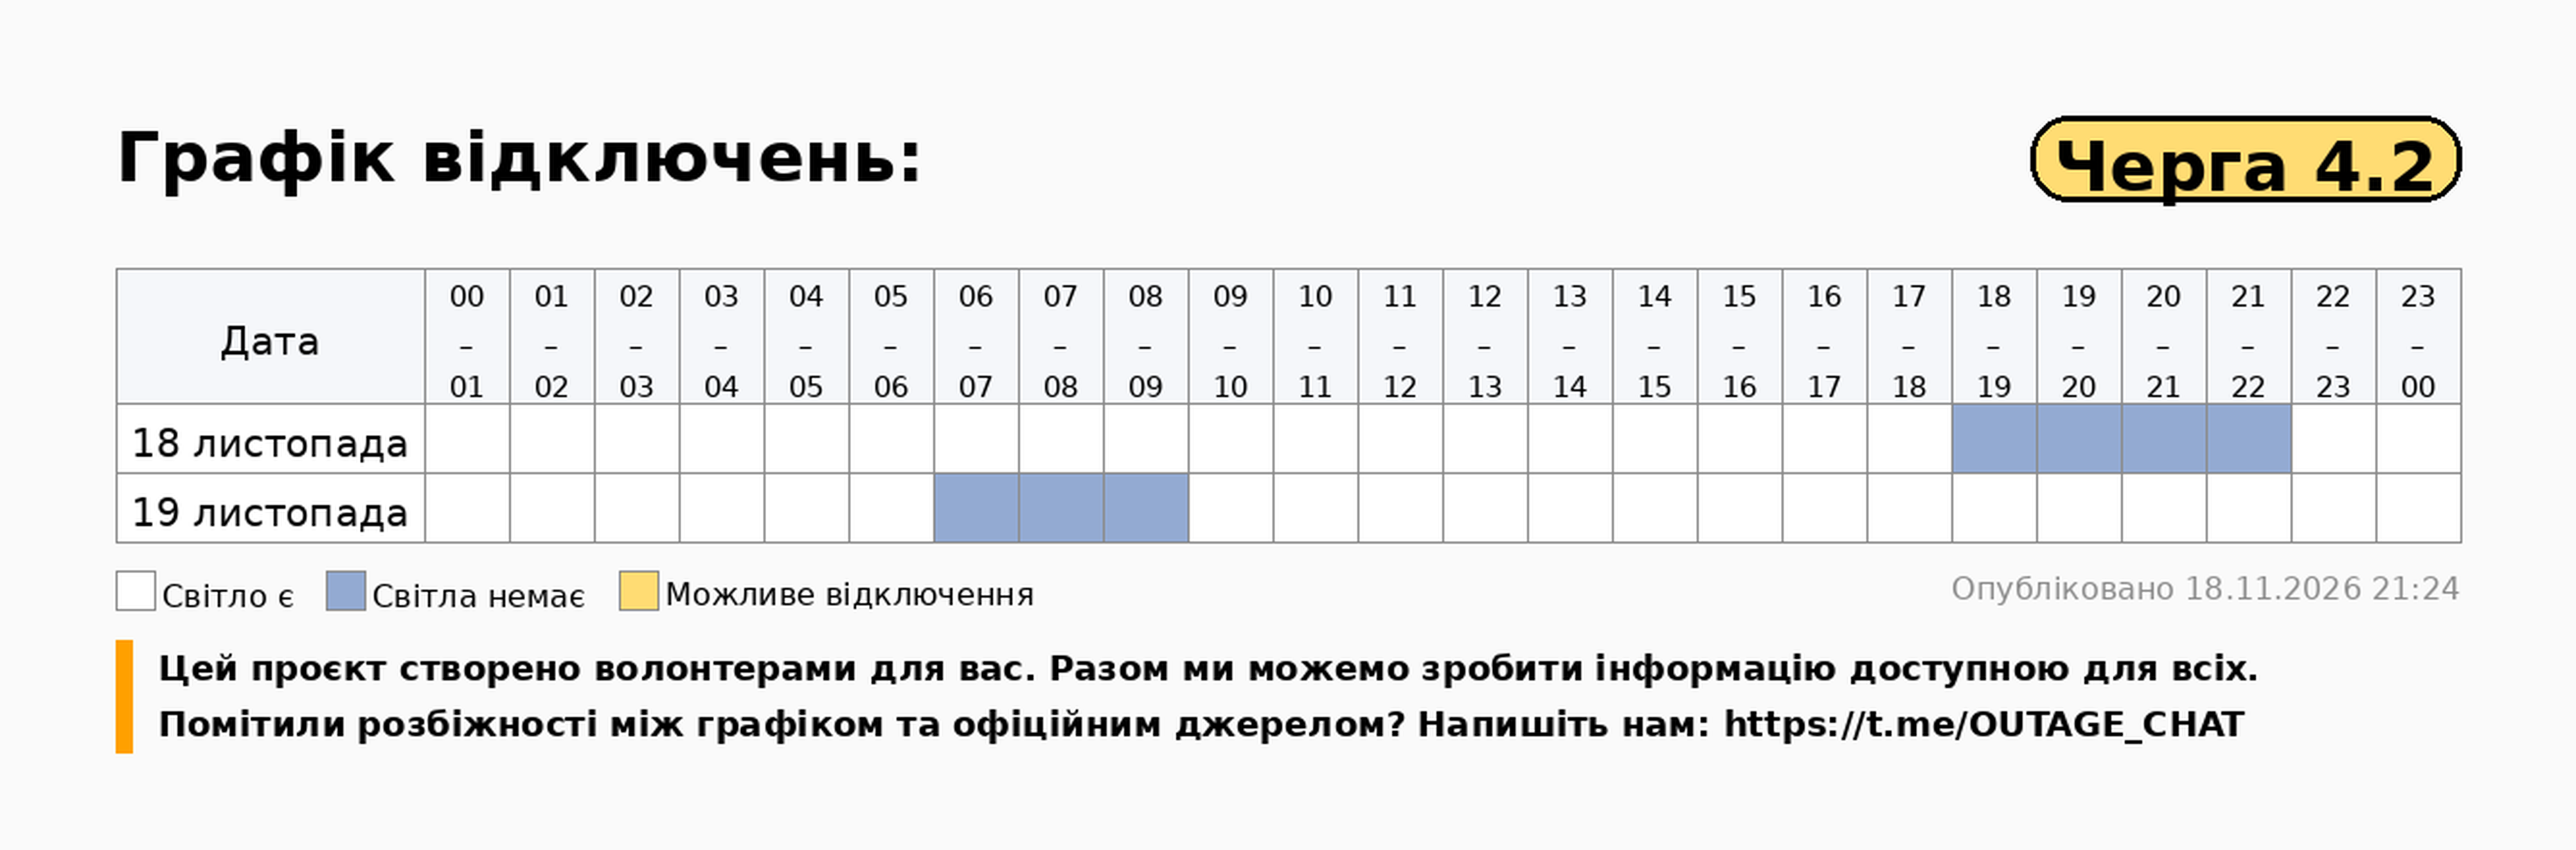 Графік відключень:
Черга 4.2
Дата 00 – 01 01 – 02 02 – 03 03 – 04 04 – 05 05 – 06 06 – 07 07 – 08 08 – 09 09 – 10 10 – 11 11 – 12 12 – 13 13 – 14 14 – 15 15 – 16 16 – 17 17 – 18 18 – 19 19 – 20 20 – 21 21 – 22 22 – 23 23 – 00
18 листопада
19 листопада
Світло є Світла немає Можливе відключення
Опубліковано 18.11.2026 21:24
Цей проєкт створено волонтерами для вас. Разом ми можемо зробити інформацію доступною для всіх.
Помітили розбіжності між графіком та офіційним джерелом? Напишіть нам: https://t.me/OUTAGE_CHAT